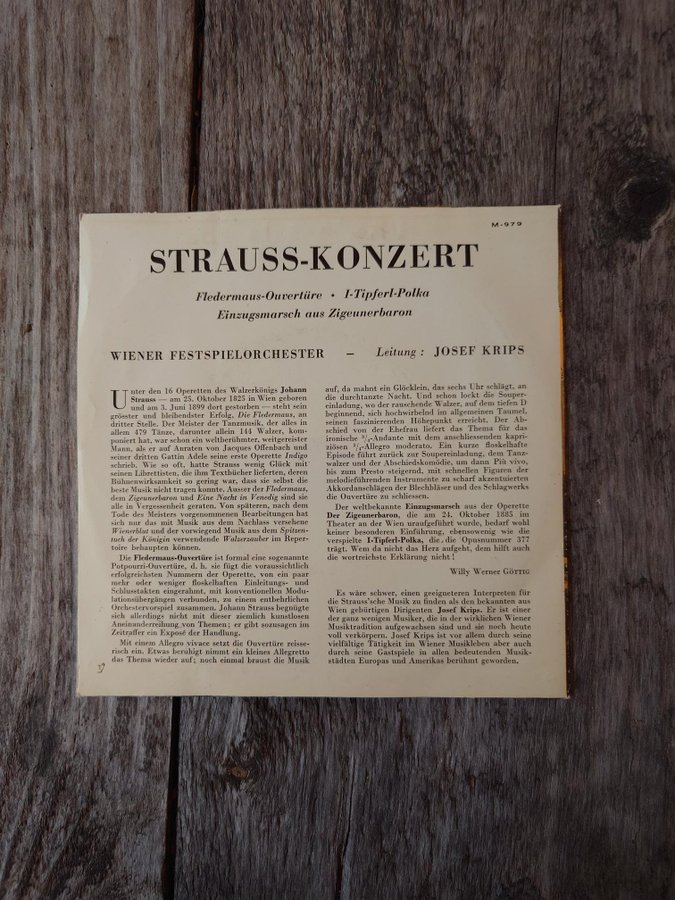 M-979
STRAUSS-KONZERT
Fledermaus-Ouvertüre • I-Tipferl-Polka
Einzugsmarsch aus Zigeunerbaron
WIENER FESTSPIELORCHESTER – Leitung : JOSEF KRIPS
Unter den 16 Operetten des Walzerkönigs Johann
Strauss — am 25. Oktober 1825 in Wien geboren
und am 3. Juni 1899 dort gestorben — steht sein
grösster und bleibendster Erfolg, Die Fledermaus, an
dritter Stelle. Der Meister der Tanzmusik, der alles in
allem 479 Tänze, darunter allein 144 Walzer, kom-
poniert hat, war schon ein weltberühmter, weitgereister
Mann, als er auf Anraten von Jacques Offenbach und
seiner dritten Gattin Adele seine erste Operette Indigo
schrieb. Wie so oft, hatte Strauss wenig Glück mit
seinen Librettisten, die ihm Textbücher lieferten, deren
Bühnenwirksamkeit so gering war, dass sie selbst die
beste Musik nicht tragen konnte. Ausser der Fledermaus,
dem Zigeunerbaron und Eine Nacht in Venedig sind sie
alle in Vergessenheit geraten. Von späteren, nach dem
Tode des Meisters vorgenommenen Bearbeitungen hat
sich nur das mit Musik aus dem Nachlass versehene
Wienerblut und der vorwiegend Musik aus dem Spitzen-
tuch der Königin verwendende Walzerzauber im Reper-
toire behaupten können.
Die Fledermaus-Ouvertüre ist formal eine sogenannte
Potpourri-Ouvertüre, d. h. sie fügt die voraussichtlich
erfolgreichsten Nummern der Operette, von ein paar
mehr oder weniger floskelhaften Einleitungs- und
Schlusstakten eingerahmt, mit konventionellen Modu-
lationsübergängen verbunden, zu einem entbehrlichen
Orchestervorspiel zusammen. Johann Strauss begnügte
sich allerdings nicht mit dieser ziemlich kunstlosen
Aneinanderreihung von Themen ; er gibt sozusagen im
Zeitraffer ein Exposé der Handlung.
Mit einem Allegro vivace setzt die Ouvertüre reisse-
risch ein. Etwas beruhigt nimmt ein kleines Allegretto
das Thema wieder auf ; noch einmal braust die Musik
auf, da mahnt ein Glöcklein, das sechs Uhr schlägt, an
die durchtanzte Nacht. Und schon lockt die Souper-
einladung, wo der rauschende Walzer, auf dem tiefen D
beginnend, sich hochwirbelnd im allgemeinen Taumel,
seinen faszinierenden Höhepunkt erreicht. Der Ab-
schied von der Ehefrau liefert das Thema für das
ironische ³/₄-Andante mit dem anschliessenden kapri-
ziösen ²/₄-Allegro moderato. Ein kurze floskelhafte
Episode führt zurück zur Soupereinladung, dem Tanz-
walzer und der Abschiedskomödie, um dann Più vivo,
bis zum Presto steigernd, mit schnellen Figuren der
melodieführenden Instrumente zu scharf akzentuierten
Akkordanschlägen der Blechbläser und des Schlagwerks
die Ouvertüre zu schliessen.
Der weltbekannte Einzugsmarsch aus der Operette
Der Zigeunerbaron, die am 24. Oktober 1885 im
Theater an der Wien uraufgeführt wurde, bedarf wohl
keiner besonderen Einführung, ebensowenig wie die
verspielte I-Tipferl-Polka, die die Opusnummer 377
trägt. Wem da nicht das Herz aufgeht, dem hilft auch
die wortreichste Erklärung nicht !
Willy Werner GÖTTIG
Es wäre schwer, einen geeigneteren Interpreten für
die Strauss'sche Musik zu finden als den bekannten aus
Wien gebürtigen Dirigenten Josef Krips. Er ist einer
der ganz wenigen Musiker, die in der wirklichen Wiener
Musiktradition aufgewachsen sind und sie noch heute
voll verkörpern. Josef Krips ist vor allem durch seine
vielfältige Tätigkeit im Wiener Musikleben aber auch
durch seine Gastspiele in allen bedeutenden Musik-
städten Europas und Amerikas berühmt geworden.